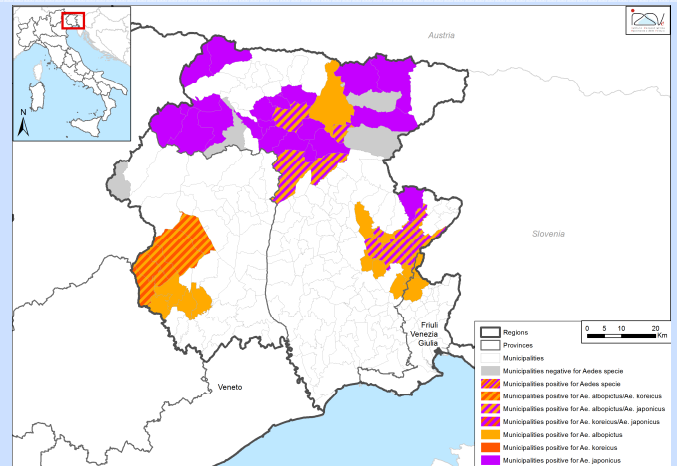 Austria
N
Slovenia
Friuli
Venezia
Giulia
Veneto
0 5 10 20
Km
Regions
Provinces
Municipalities
Municipalities negative for Aedes specie
Municipalities positive for Aedes specie
Municipalities positive for Ae. albopictus/Ae. koreicus
Municipalities positive for Ae. albopictus/Ae. japonicus
Municipalities positive for Ae. koreicus/Ae. japonicus
Municipalities positive for Ae. albopictus
Municipalities positive for Ae. koreicus
Municipalities positive for Ae. japonicus